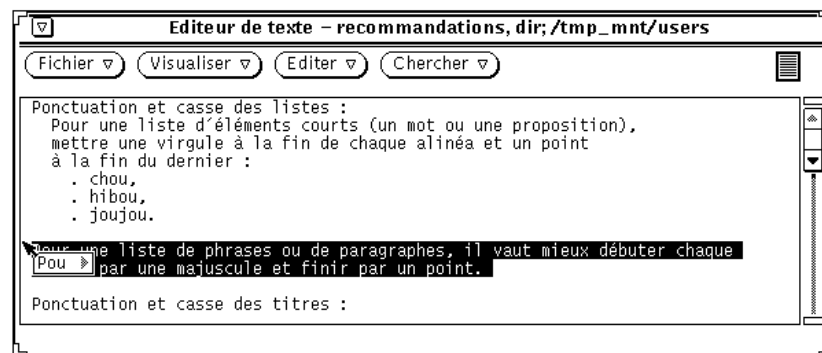 Editeur de texte – recommandations, dir; /tmp_mnt/users
Fichier Visualiser Editer Chercher
Ponctuation et casse des listes :
Pour une liste d´éléments courts (un mot ou une proposition),
mettre une virgule à la fin de chaque alinéa et un point
à la fin du dernier :
. chou,
. hibou,
. joujou.
Pour une liste de phrases ou de paragraphes, il vaut mieux débuter chaque
Pou par une majuscule et finir par un point.
Ponctuation et casse des titres :